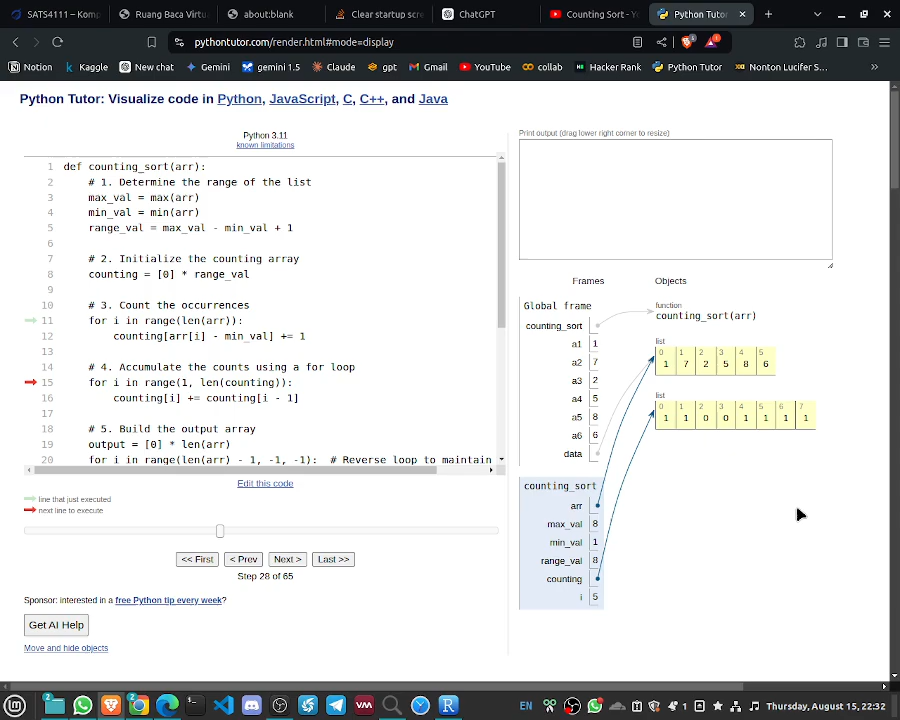 SATS4111 – Komp
Ruang Baca Virtu
about:blank
Clear startup scre
ChatGPT
Counting Sort - Yo
Python Tutor
pythontutor.com/render.html#mode=display
Notion
Kaggle
New chat
Gemini
gemini 1.5
Claude
gpt
Gmail
YouTube
collab
Hacker Rank
Python Tutor
Nonton Lucifer S...
Python Tutor: Visualize code in Python, JavaScript, C, C++, and Java
Python 3.11
known limitations
1 def counting_sort(arr):
2 # 1. Determine the range of the list
3 max_val = max(arr)
4 min_val = min(arr)
5 range_val = max_val - min_val + 1
6
7 # 2. Initialize the counting array
8 counting = [0] * range_val
9
10 # 3. Count the occurrences
11 for i in range(len(arr)):
12 counting[arr[i] - min_val] += 1
13
14 # 4. Accumulate the counts using a for loop
15 for i in range(1, len(counting)):
16 counting[i] += counting[i - 1]
17
18 # 5. Build the output array
19 output = [0] * len(arr)
20 for i in range(len(arr) - 1, -1, -1): # Reverse loop to maintain
Edit this code
line that just executed
next line to execute
<< First
< Prev
Next >
Last >>
Step 28 of 65
Sponsor: interested in a free Python tip every week?
Get AI Help
Move and hide objects
Print output (drag lower right corner to resize)
Frames
Objects
Global frame
counting_sort
a1 1
a2 7
a3 2
a4 5
a5 8
a6 6
data
function
counting_sort(arr)
list
0 1 2 3 4 5
1 7 2 5 8 6
list
0 1 2 3 4 5 6 7
1 1 0 0 1 1 1 1
counting_sort
arr
max_val 8
min_val 1
range_val 8
counting
i 5
EN
1
Thursday, August 15, 22:32